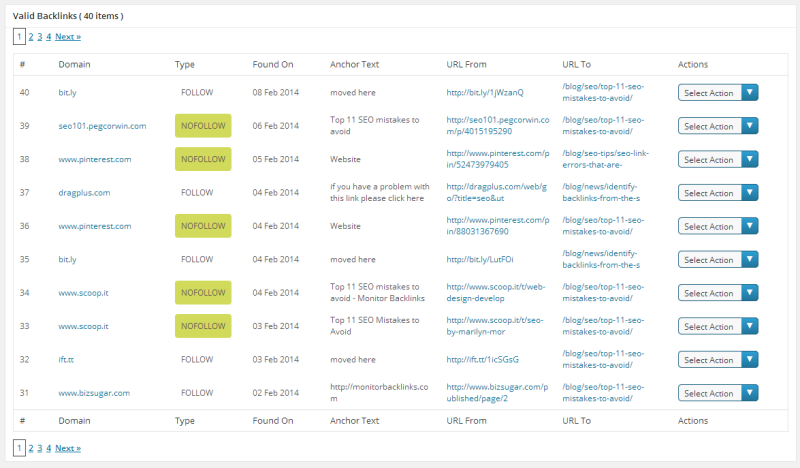 Valid Backlinks ( 40 items )
1 2 3 4 Next »
# Domain Type Found On Anchor Text URL From URL To Actions
40 bit.ly FOLLOW 08 Feb 2014 moved here http://bit.ly/1jWzanQ /blog/seo/top-11-seo-
mistakes-to-avoid/ Select Action
39 seo101.pegcorwin.com NOFOLLOW 06 Feb 2014 Top 11 SEO mistakes to
avoid http://seo101.pegcorwin.co
m/p/4015195290 /blog/seo/top-11-seo-
mistakes-to-avoid/ Select Action
38 www.pinterest.com NOFOLLOW 05 Feb 2014 Website http://www.pinterest.com/p
in/52473979405 /blog/seo-tips/seo-link-
errors-that-are- Select Action
37 dragplus.com FOLLOW 04 Feb 2014 if you have a problem with
this link please click here http://dragplus.com/web/g
o/?title=seo&ut /blog/news/identify-
backlinks-from-the-s Select Action
36 www.pinterest.com NOFOLLOW 04 Feb 2014 Website http://www.pinterest.com/p
in/88031367690 /blog/seo/top-11-seo-
mistakes-to-avoid/ Select Action
35 bit.ly FOLLOW 04 Feb 2014 moved here http://bit.ly/LutFOi /blog/news/identify-
backlinks-from-the-s Select Action
34 www.scoop.it NOFOLLOW 04 Feb 2014 Top 11 SEO mistakes to
avoid - Monitor Backlinks http://www.scoop.it/t/web-
design-develop /blog/seo/top-11-seo-
mistakes-to-avoid/ Select Action
33 www.scoop.it NOFOLLOW 03 Feb 2014 Top 11 SEO Mistakes to
Avoid http://www.scoop.it/t/seo-
by-marilyn-mor /blog/seo/top-11-seo-
mistakes-to-avoid/ Select Action
32 ift.tt FOLLOW 03 Feb 2014 moved here http://ift.tt/1icSGsG /blog/seo/top-11-seo-
mistakes-to-avoid/ Select Action
31 www.bizsugar.com FOLLOW 02 Feb 2014 http://monitorbacklinks.co
m http://www.bizsugar.com/p
ublished/page/2 /blog/seo/top-11-seo-
mistakes-to-avoid/ Select Action
# Domain Type Found On Anchor Text URL From URL To Actions
1 2 3 4 Next »